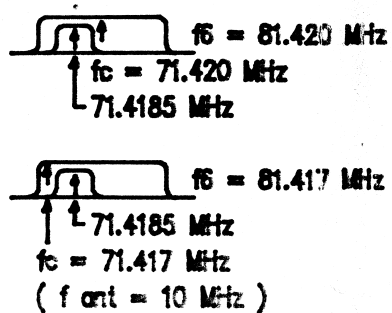 f6 = 81.420 MHz
fc = 71.420 MHz
71.4185 MHz
f6 = 81.417 MHz
71.4185 MHz
fc = 71.417 MHz
( f ant = 10 MHz )